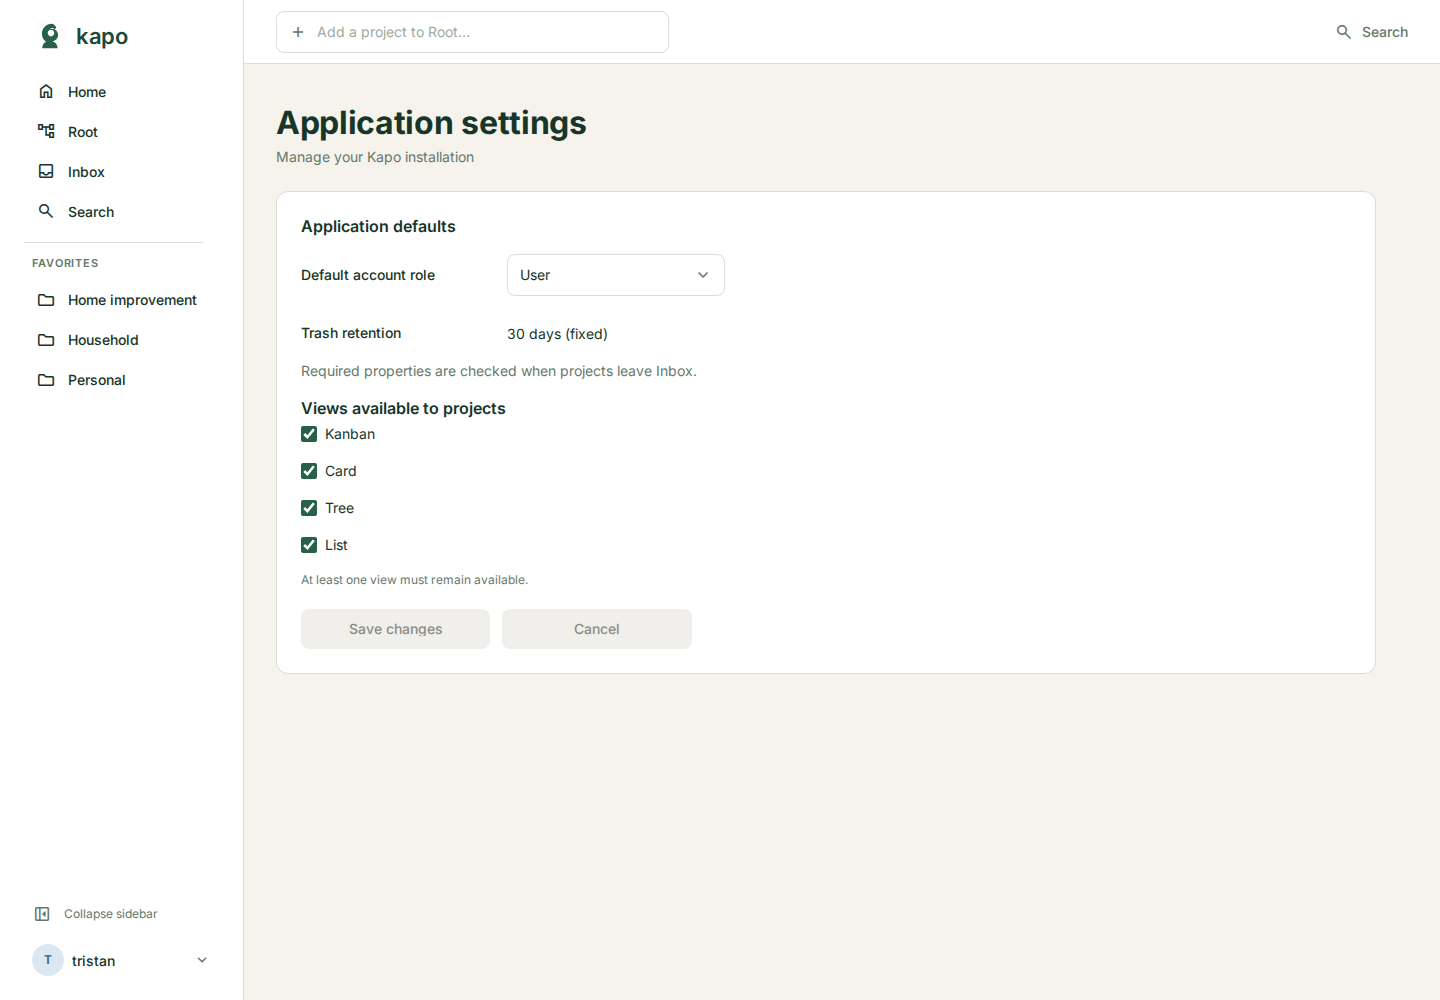 kapo
Home
Root
Inbox
Search
FAVORITES
Home improvement
Household
Personal
Collapse sidebar
T
tristan
Add a project to Root...
Search
Application settings
Manage your Kapo installation
Application defaults
Default account role
User
Trash retention
30 days (fixed)
Required properties are checked when projects leave Inbox.
Views available to projects
Kanban
Card
Tree
List
At least one view must remain available.
Save changes
Cancel